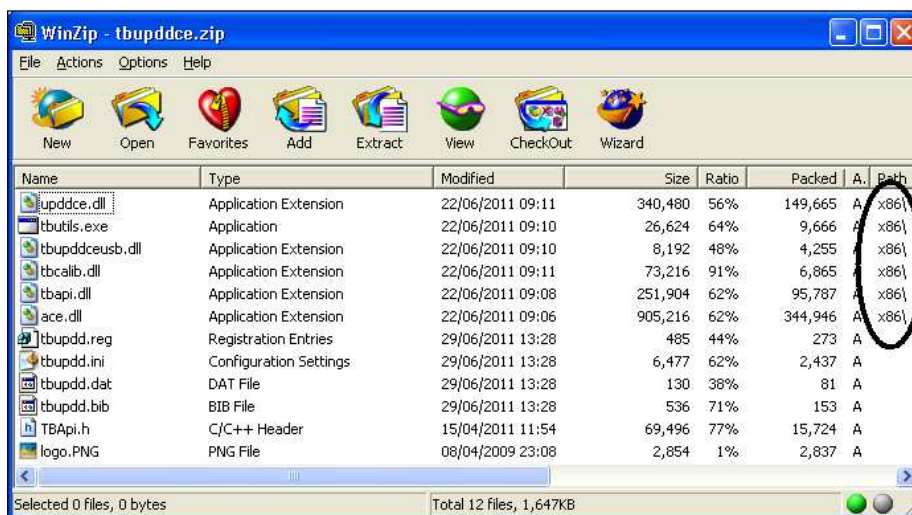 WinZip - tbupddce.zip
File Actions Options Help
New Open Favorites Add Extract View CheckOut Wizard
Name Type Modified Size Ratio Packed A. Path
upddce.dll Application Extension 22/06/2011 09:11 340,480 56% 149,665 A x86\
tbutils.exe Application 22/06/2011 09:10 26,624 64% 9,666 A x86\
tbupddceusb.dll Application Extension 22/06/2011 09:10 8,192 48% 4,255 A x86\
tbcalib.dll Application Extension 22/06/2011 09:11 73,216 91% 6,865 A x86\
tbapi.dll Application Extension 22/06/2011 09:08 251,904 62% 95,787 A x86\
ace.dll Application Extension 22/06/2011 09:06 905,216 62% 344,946 A x86\
tbupdd.reg Registration Entries 29/06/2011 13:28 485 44% 273 A
tbupdd.ini Configuration Settings 29/06/2011 13:28 6,477 62% 2,437 A
tbupdd.dat DAT File 29/06/2011 13:28 130 38% 81 A
tbupdd.bib BIB File 29/06/2011 13:28 536 71% 153 A
TBApi.h C/C++ Header 15/04/2011 11:54 69,496 77% 15,724 A
logo.PNG PNG File 08/04/2009 23:08 2,854 1% 2,837 A
Selected 0 files, 0 bytes Total 12 files, 1,647KB